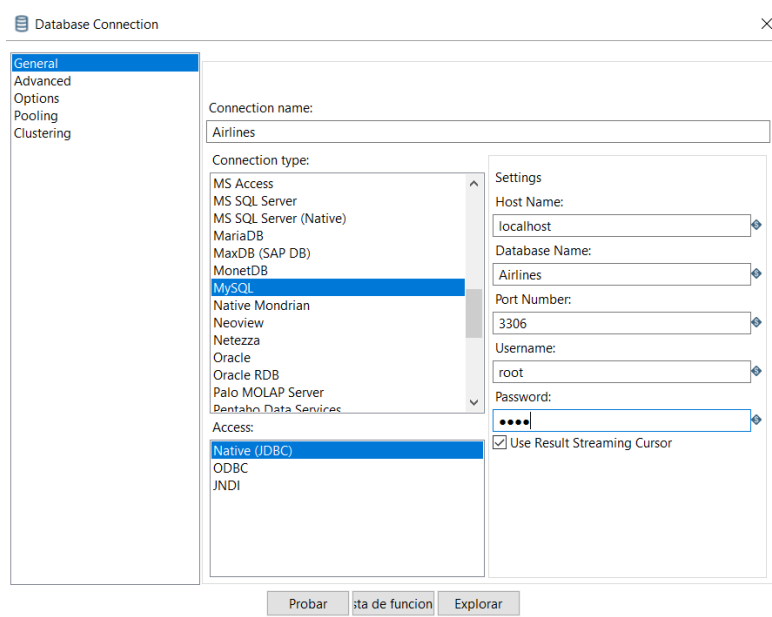 Database Connection
General
Advanced
Options
Pooling
Clustering
Connection name:
Airlines
Connection type:
MS Access
MS SQL Server
MS SQL Server (Native)
MariaDB
MaxDB (SAP DB)
MonetDB
MySQL
Native Mondrian
Neoview
Netezza
Oracle
Oracle RDB
Palo MOLAP Server
Pentaho Data Services
Access:
Native (JDBC)
ODBC
JNDI
Settings
Host Name:
localhost
Database Name:
Airlines
Port Number:
3306
Username:
root
Password:
●●●●
Use Result Streaming Cursor
Probar
sta de funcion
Explorar